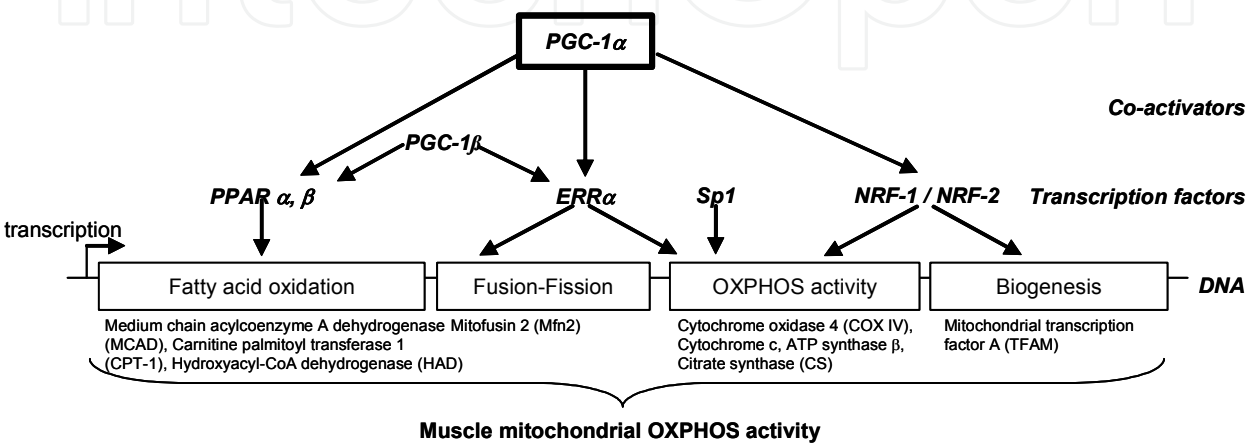 intechopen
PGC-1α
Co-activators
PGC-1β
PPAR α, β
ERRα
Sp1
NRF-1 / NRF-2
Transcription factors
transcription
Fatty acid oxidation
Fusion-Fission
OXPHOS activity
Biogenesis
DNA
Medium chain acylcoenzyme A dehydrogenase
(MCAD), Carnitine palmitoyl transferase 1
(CPT-1), Hydroxyacyl-CoA dehydrogenase (HAD)
Mitofusin 2 (Mfn2)
Cytochrome oxidase 4 (COX IV),
Cytochrome c, ATP synthase β,
Citrate synthase (CS)
Mitochondrial transcription
factor A (TFAM)
Muscle mitochondrial OXPHOS activity